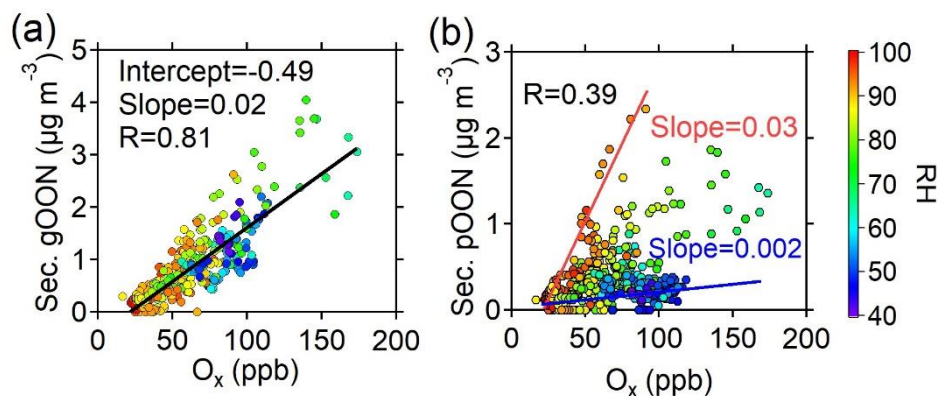 (a)
Sec. gOON (µg m⁻³)
5
4
3
2
1
0
Intercept=-0.49
Slope=0.02
R=0.81
0 50 100 150 200
Oₓ (ppb)
(b)
Sec. pOON (µg m⁻³)
3
2
1
0
R=0.39
Slope=0.03
Slope=0.002
0 50 100 150 200
Oₓ (ppb)
100
90
80
70
60
50
40
RH